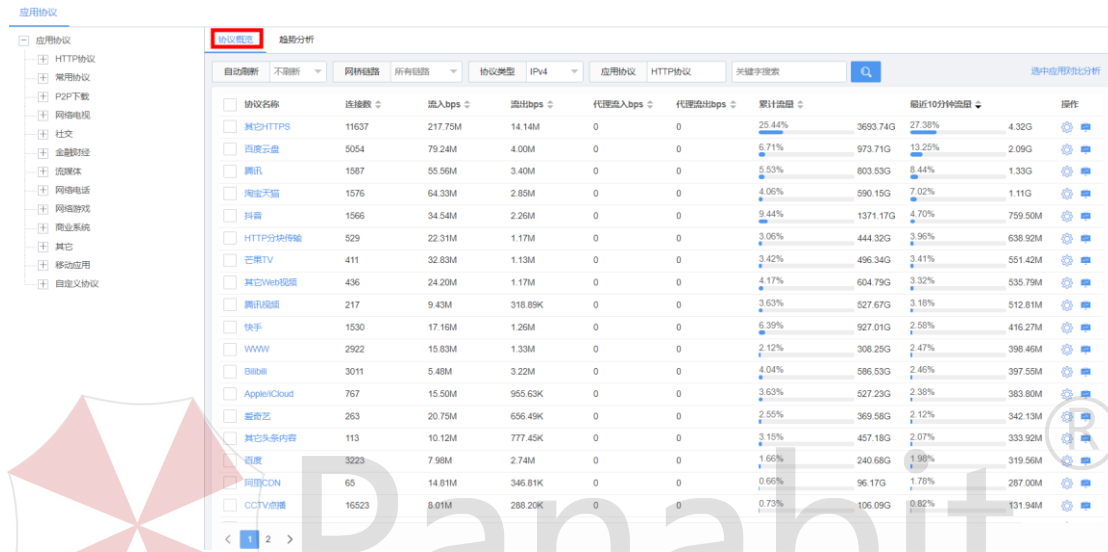 应用协议
应用协议
HTTP协议
常用协议
P2P下载
网络电视
社交
金融财经
流媒体
网络电话
网络游戏
商业系统
其它
移动应用
自定义协议
协议概览 趋势分析
自动刷新 不刷新 网桥链路 所有链路 协议类型 IPv4 应用协议 HTTP协议 关键字搜索 选中应用对比分析
协议名称 连接数 流入bps 流出bps 代理流入bps 代理流出bps 累计流量 最近10分钟流量 操作
其它HTTPS 11637 217.75M 14.14M 0 0 25.44% 3693.74G 27.38% 4.32G
百度云盘 5054 79.24M 4.00M 0 0 6.71% 973.71G 13.25% 2.09G
腾讯 1587 55.56M 3.40M 0 0 5.53% 803.53G 8.44% 1.33G
淘宝天猫 1576 64.33M 2.85M 0 0 4.06% 590.15G 7.02% 1.11G
抖音 1566 34.54M 2.26M 0 0 9.44% 1371.17G 4.70% 759.50M
HTTP分块传输 529 22.31M 1.17M 0 0 3.06% 444.32G 3.96% 638.92M
芒果TV 411 32.83M 1.13M 0 0 3.42% 496.34G 3.41% 551.42M
其它Web视频 436 24.20M 1.17M 0 0 4.17% 604.79G 3.32% 535.79M
腾讯视频 217 9.43M 318.89K 0 0 3.63% 527.67G 3.18% 512.81M
快手 1530 17.16M 1.26M 0 0 6.39% 927.01G 2.58% 416.27M
WWW 2922 15.83M 1.33M 0 0 2.12% 308.25G 2.47% 398.46M
Bilibili 3011 5.48M 3.22M 0 0 4.04% 586.53G 2.46% 397.55M
Apple/iCloud 767 15.50M 955.63K 0 0 3.63% 527.23G 2.38% 383.80M
爱奇艺 263 20.75M 656.49K 0 0 2.55% 369.58G 2.12% 342.13M
其它头条内容 113 10.12M 777.45K 0 0 3.15% 457.18G 2.07% 333.92M
百度 3223 7.98M 2.74M 0 0 1.66% 240.68G 1.98% 319.56M
阿里CDN 65 14.81M 346.81K 0 0 0.66% 96.17G 1.78% 287.00M
CCTV点播 16523 8.01M 288.20K 0 0 0.73% 106.09G 0.82% 131.94M
< 1 2 >
Panabit ®